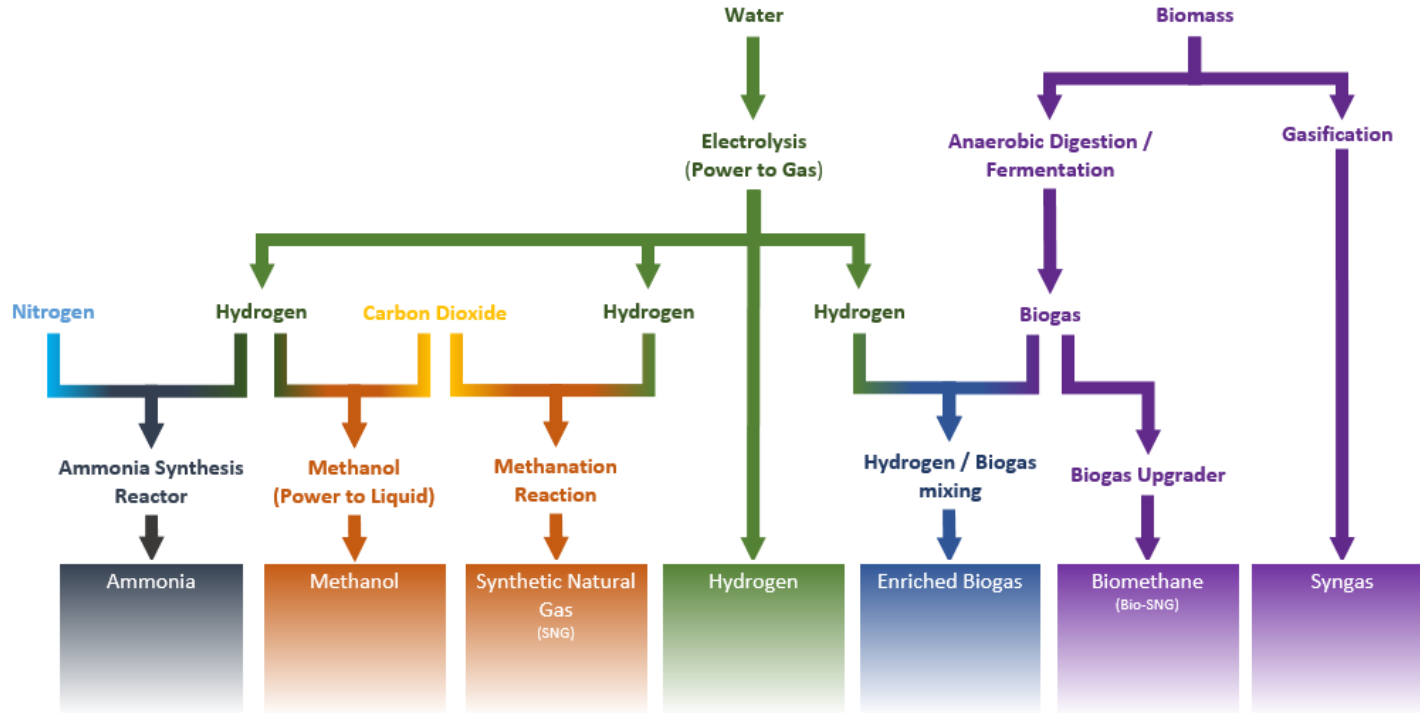 Water
Biomass
Electrolysis
(Power to Gas)
Anaerobic Digestion /
Fermentation
Gasification
Nitrogen
Hydrogen
Carbon Dioxide
Hydrogen
Hydrogen
Biogas
Ammonia Synthesis
Reactor
Methanol
(Power to Liquid)
Methanation
Reaction
Hydrogen / Biogas
mixing
Biogas Upgrader
Ammonia
Methanol
Synthetic Natural
Gas
(SNG)
Hydrogen
Enriched Biogas
Biomethane
(Bio-SNG)
Syngas